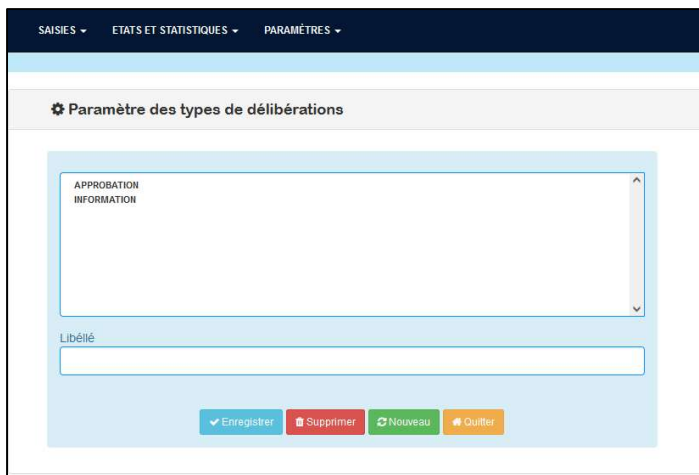 SAISIES ETATS ET STATISTIQUES PARAMÈTRES
Paramètre des types de délibérations
APPROBATION
INFORMATION
Libéllé
Enregistrer Supprimer Nouveau Quitter